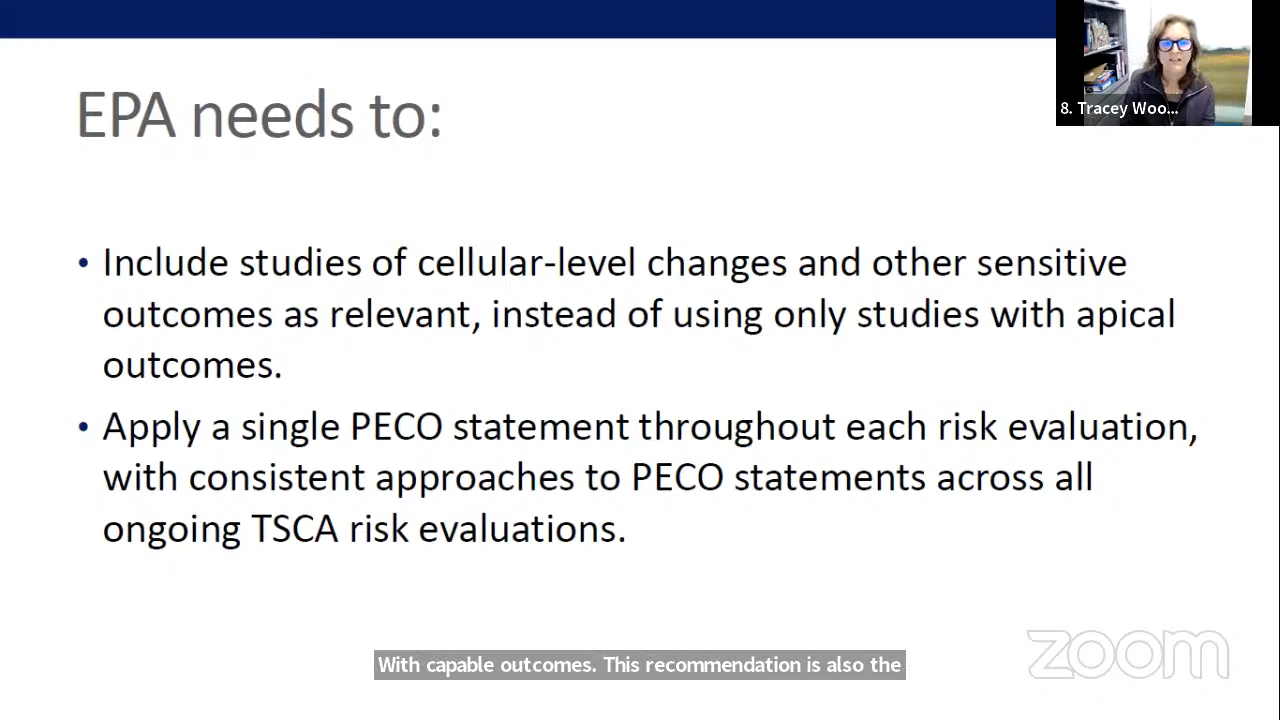 8. Tracey Woo...
EPA needs to:
• Include studies of cellular-level changes and other sensitive
outcomes as relevant, instead of using only studies with apical
outcomes.
• Apply a single PECO statement throughout each risk evaluation,
with consistent approaches to PECO statements across all
ongoing TSCA risk evaluations.
With capable outcomes. This recommendation is also the
zoom